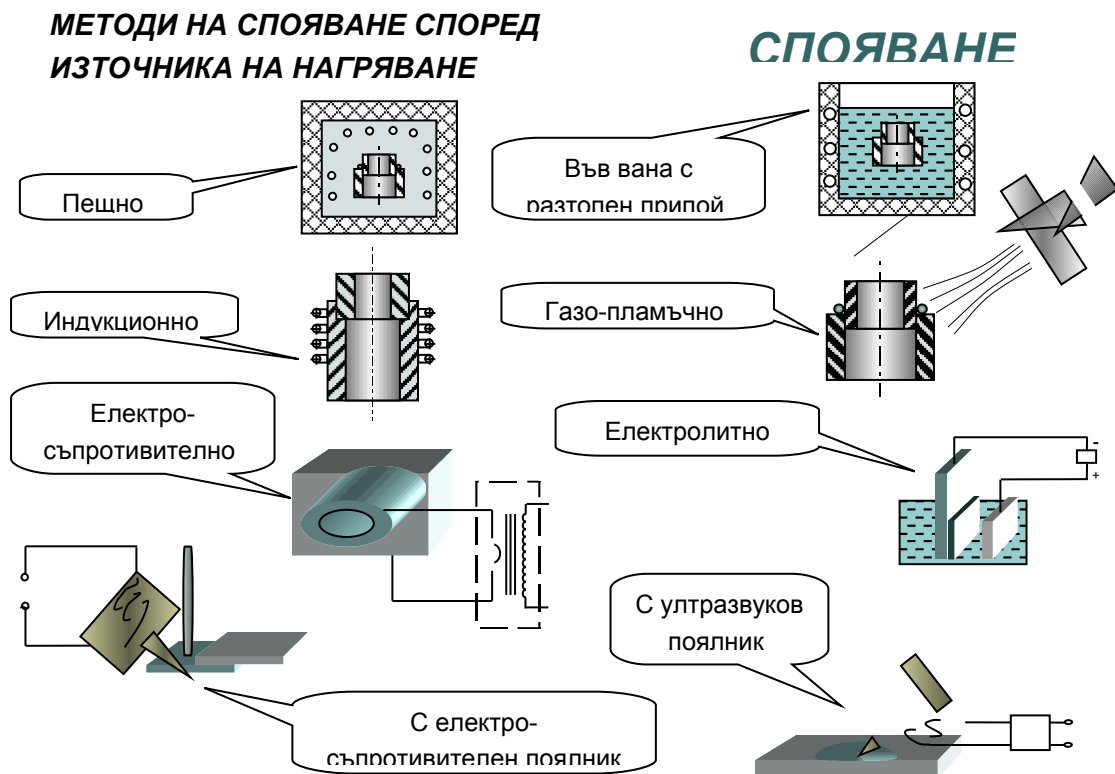 МЕТОДИ НА СПОЯВАНЕ СПОРЕД
ИЗТОЧНИКА НА НАГРЯВАНЕ
СПОЯВАНЕ
Пещно
Във вана с
разтопен припой
Индукционно
Газо-пламъчно
Електро-
съпротивително
Електролитно
-
+
С ултразвуков
поялник
С електро-
съпротивителен поялник